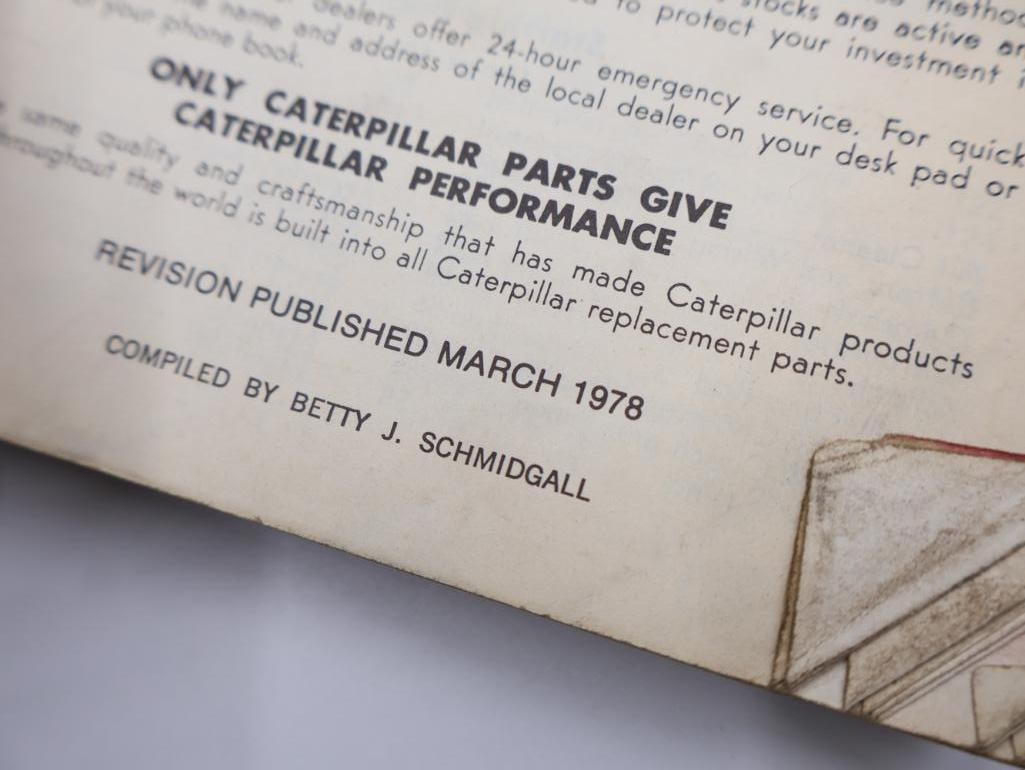 method
stocks are active an
to protect your investment i
dealers offer 24-hour emergency service. For quick
name and address of the local dealer on your desk pad or
your phone book.
ONLY CATERPILLAR PARTS GIVE
CATERPILLAR PERFORMANCE
same quality and craftsmanship that has made Caterpillar products
throughout the world is built into all Caterpillar replacement parts.
REVISION PUBLISHED MARCH 1978
COMPILED BY BETTY J. SCHMIDGALL